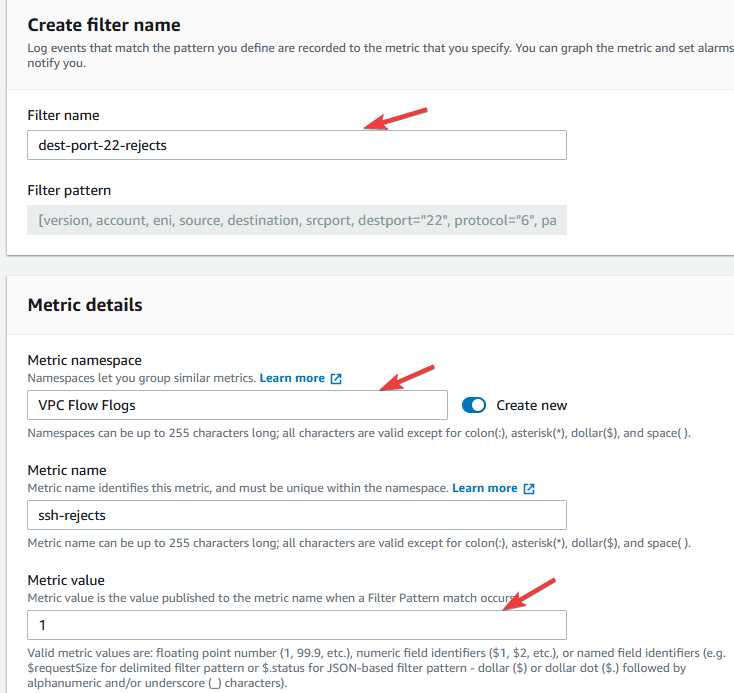 Create filter name
Log events that match the pattern you define are recorded to the metric that you specify. You can graph the metric and set alarms
notify you.
Filter name
dest-port-22-rejects
Filter pattern
[version, account, eni, source, destination, srcport, destport="22", protocol="6", pa
Metric details
Metric namespace
Namespaces let you group similar metrics. Learn more
VPC Flow Flogs
Create new
Namespaces can be up to 255 characters long; all characters are valid except for colon(:), asterisk(*), dollar($), and space( ).
Metric name
Metric name identifies this metric, and must be unique within the namespace. Learn more
ssh-rejects
Metric name can be up to 255 characters long; all characters are valid except for colon(:), asterisk(*), dollar($), and space( ).
Metric value
Metric value is the value published to the metric name when a Filter Pattern match occurs.
1
Valid metric values are: floating point number (1, 99.9, etc.), numeric field identifiers ($1, $2, etc.), or named field identifiers (e.g.
$requestSize for delimited filter pattern or $.status for JSON-based filter pattern - dollar ($) or dollar dot ($.) followed by
alphanumeric and/or underscore (_) characters).